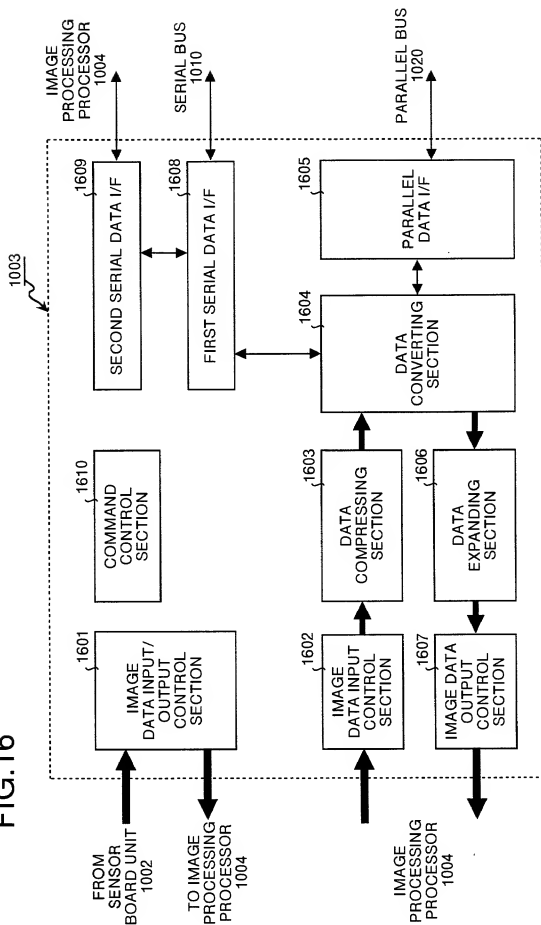 FIG.16
1003
FROM
SENSOR
BOARD UNIT
1002
TO IMAGE
PROCESSING
PROCESSOR
1004
1601
IMAGE
DATA INPUT/
OUTPUT
CONTROL
SECTION
1610
COMMAND
CONTROL
SECTION
1609
SECOND SERIAL DATA I/F
IMAGE
PROCESSING
PROCESSOR
1004
1608
FIRST SERIAL DATA I/F
SERIAL BUS
1010
IMAGE
PROCESSING
PROCESSOR
1004
1602
IMAGE
DATA INPUT
CONTROL
SECTION
1603
DATA
COMPRESSING
SECTION
1604
DATA
CONVERTING
SECTION
1605
PARALLEL
DATA I/F
PARALLEL BUS
1020
1607
IMAGE DATA
OUTPUT
CONTROL
SECTION
1606
DATA
EXPANDING
SECTION